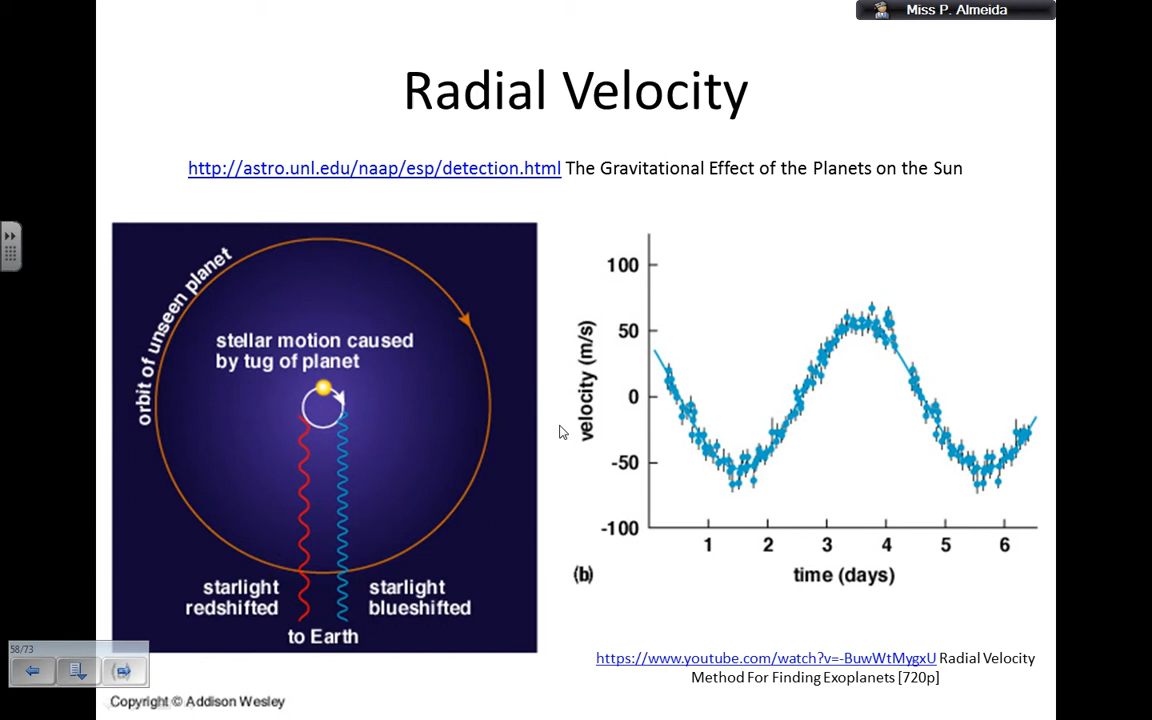 Miss P. Almeida
Radial Velocity
http://astro.unl.edu/naap/esp/detection.html The Gravitational Effect of the Planets on the Sun
orbit of unseen planet
stellar motion caused
by tug of planet
starlight
redshifted
starlight
blueshifted
to Earth
velocity (m/s)
100
50
0
-50
-100
1 2 3 4 5 6
time (days)
(b)
58/73
https://www.youtube.com/watch?v=-BuwWtMygxU Radial Velocity
Method For Finding Exoplanets [720p]
Copyright © Addison Wesley